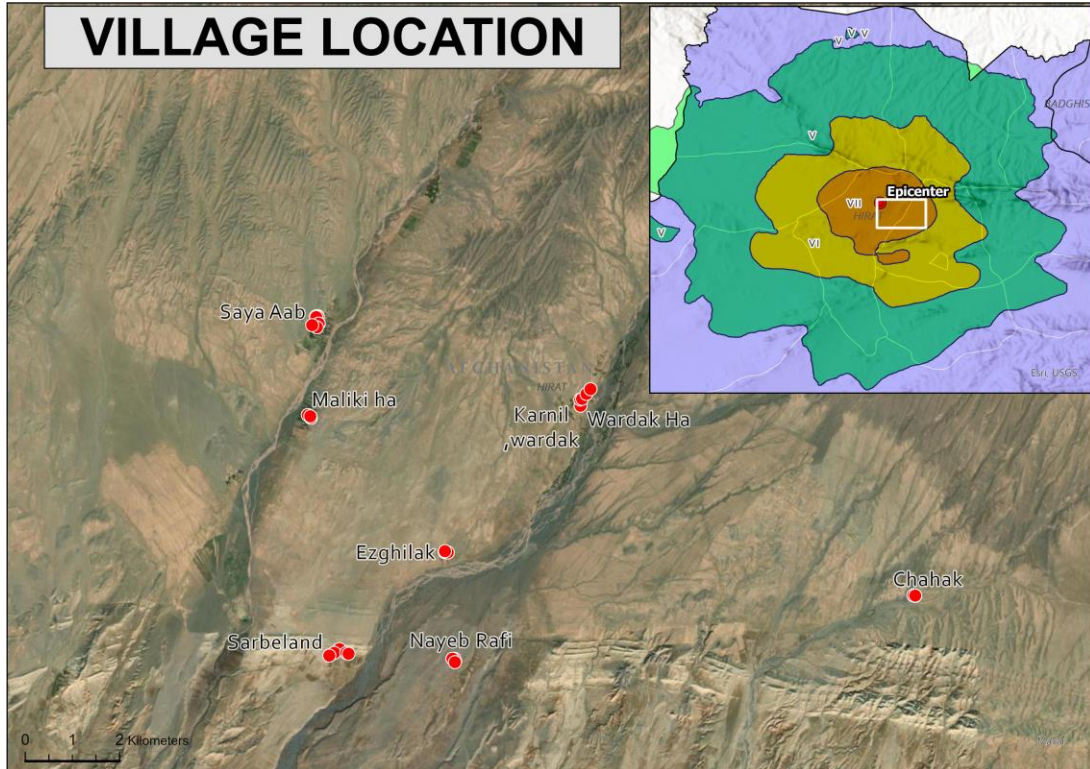 VILLAGE LOCATION
V
V
V
BADGHIS
V
Epicenter
VII
HIRAT
V
VI
Esri, USGS
Saya Aab
AFGHANISTAN
HIRAT
Maliki ha
Karnil
,wardak
Wardak Ha
Ezghilak
Chahak
Sarbeland
Nayeb Rafi
0 1 2 Kilometers